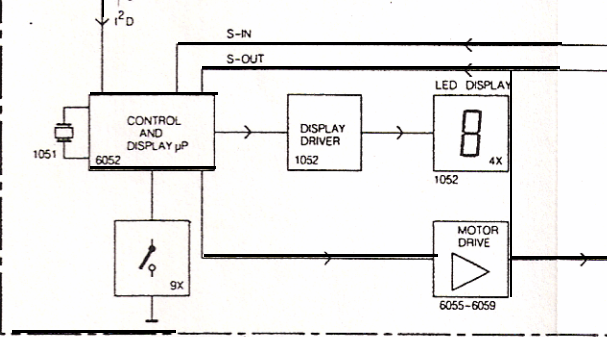 I²D
S-IN
S-OUT
LED DISPLAY
CONTROL
AND
DISPLAY µP
6052
1051
DISPLAY
DRIVER
1052
4X
1052
9X
MOTOR
DRIVE
6055-6059